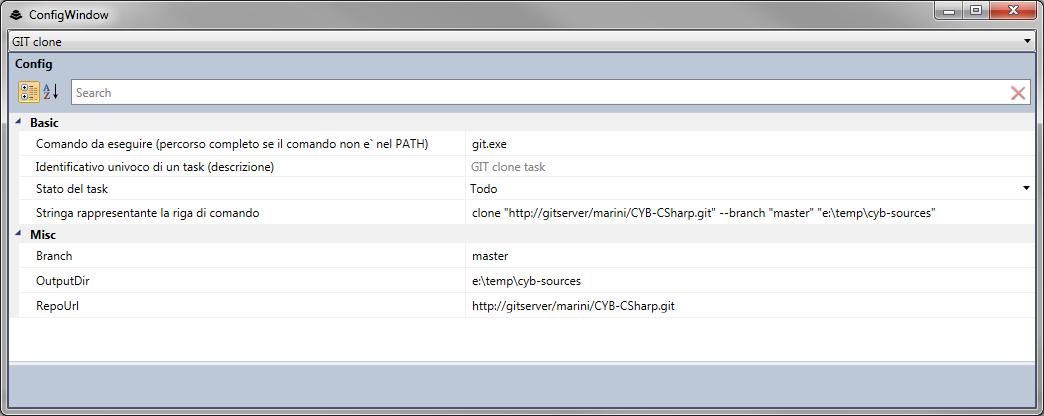 ConfigWindow
GIT clone
Config
Search
Basic
Comando da eseguire (percorso completo se il comando non e` nel PATH) git.exe
Identificativo univoco di un task (descrizione) GIT clone task
Stato del task Todo
Stringa rappresentante la riga di comando clone "http://gitserver/marini/CYB-CSharp.git" --branch "master" "e:\temp\cyb-sources"
Misc
Branch master
OutputDir e:\temp\cyb-sources
RepoUrl http://gitserver/marini/CYB-CSharp.git